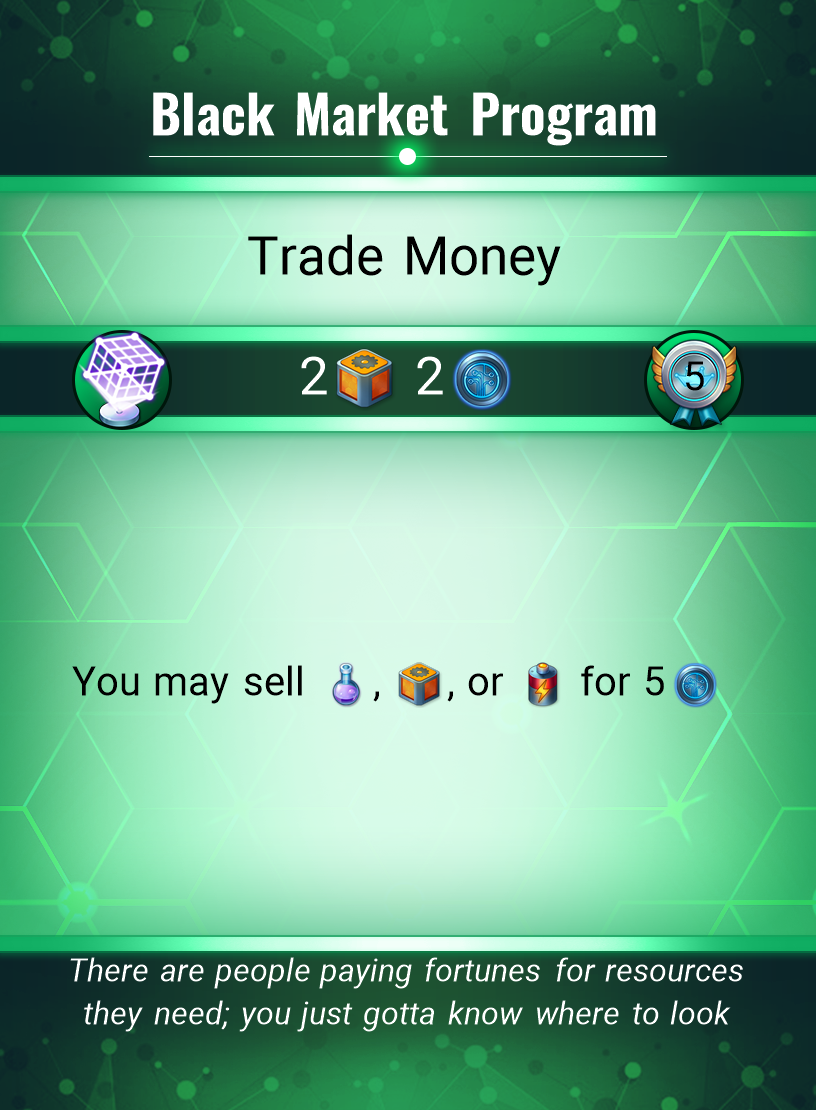 Black Market Program
Trade Money
2 2 5
You may sell , , or for 5
There are people paying fortunes for resources
they need; you just gotta know where to look